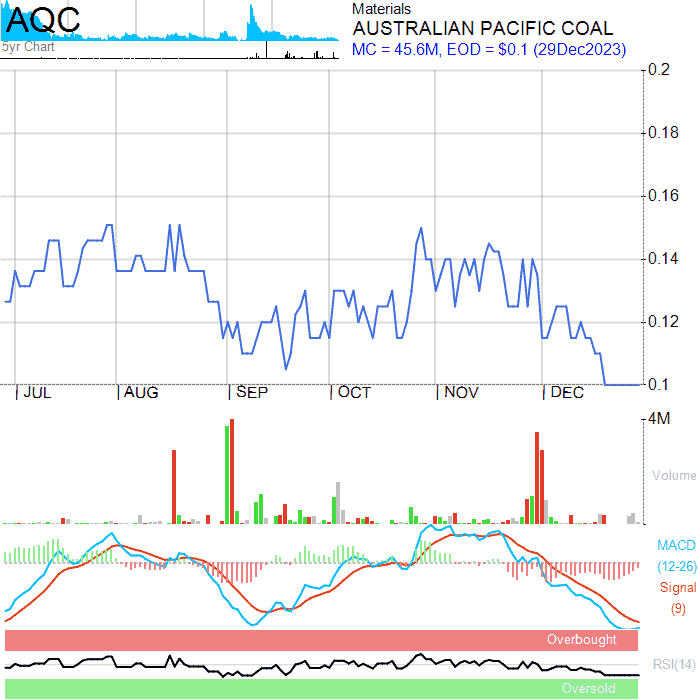 AQC
5yr Chart
Materials
AUSTRALIAN PACIFIC COAL
MC = 45.6M, EOD = $0.1 (29Dec2023)
0.2
0.18
0.16
0.14
0.12
0.1
JUL AUG SEP OCT NOV DEC
4M
Volume
MACD
(12-26)
Signal
(9)
Overbought
RSI(14)
Oversold